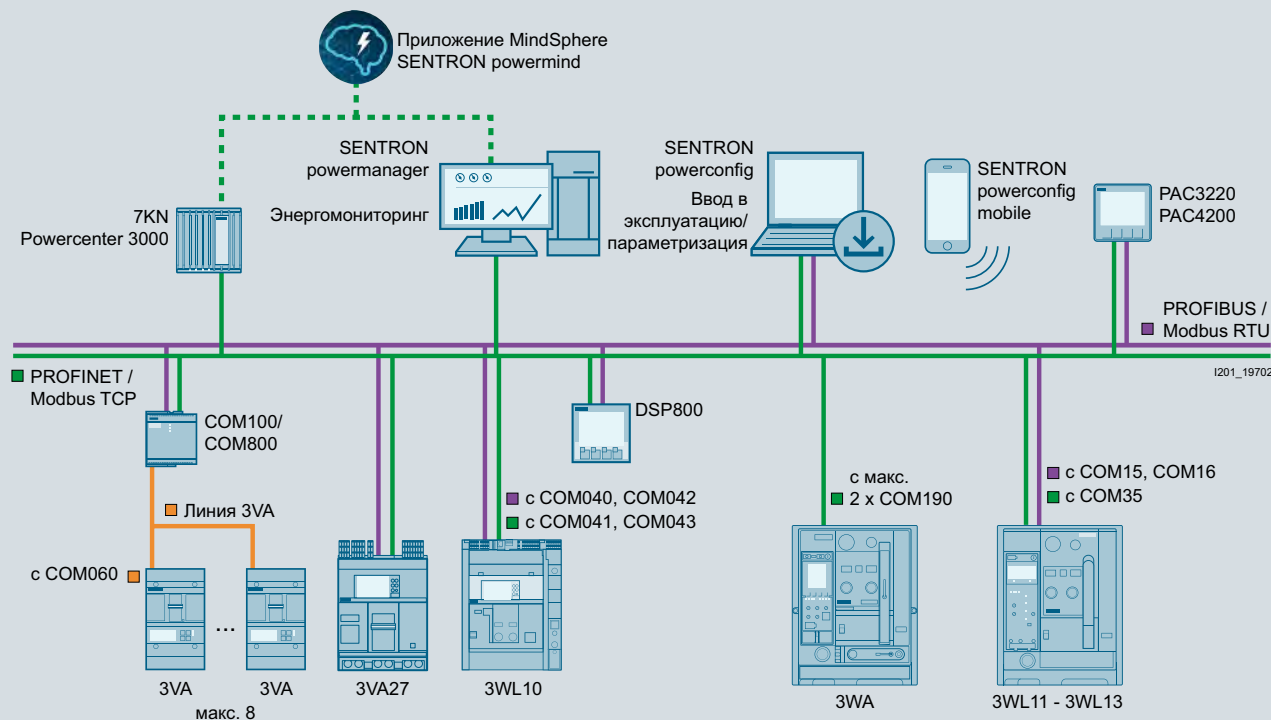 Приложение MindSphere
SENTRON powermind
SENTRON
powermanager
Энергомониторинг
7KN
Powercenter 3000
SENTRON
powerconfig
Ввод в
эксплуатацию/
параметризация
SENTRON
powerconfig
mobile
PAC3220
PAC4200
PROFIBUS /
Modbus RTU
I201_19702
PROFINET /
Modbus TCP
COM100/
COM800
DSP800
Линия 3VA
с COM060
с COM040, COM042
с COM041, COM043
с макс.
2 x COM190
с COM15, COM16
с COM35
...
3VA
3VA
макс. 8
3VA27
3WL10
3WA
3WL11 - 3WL13